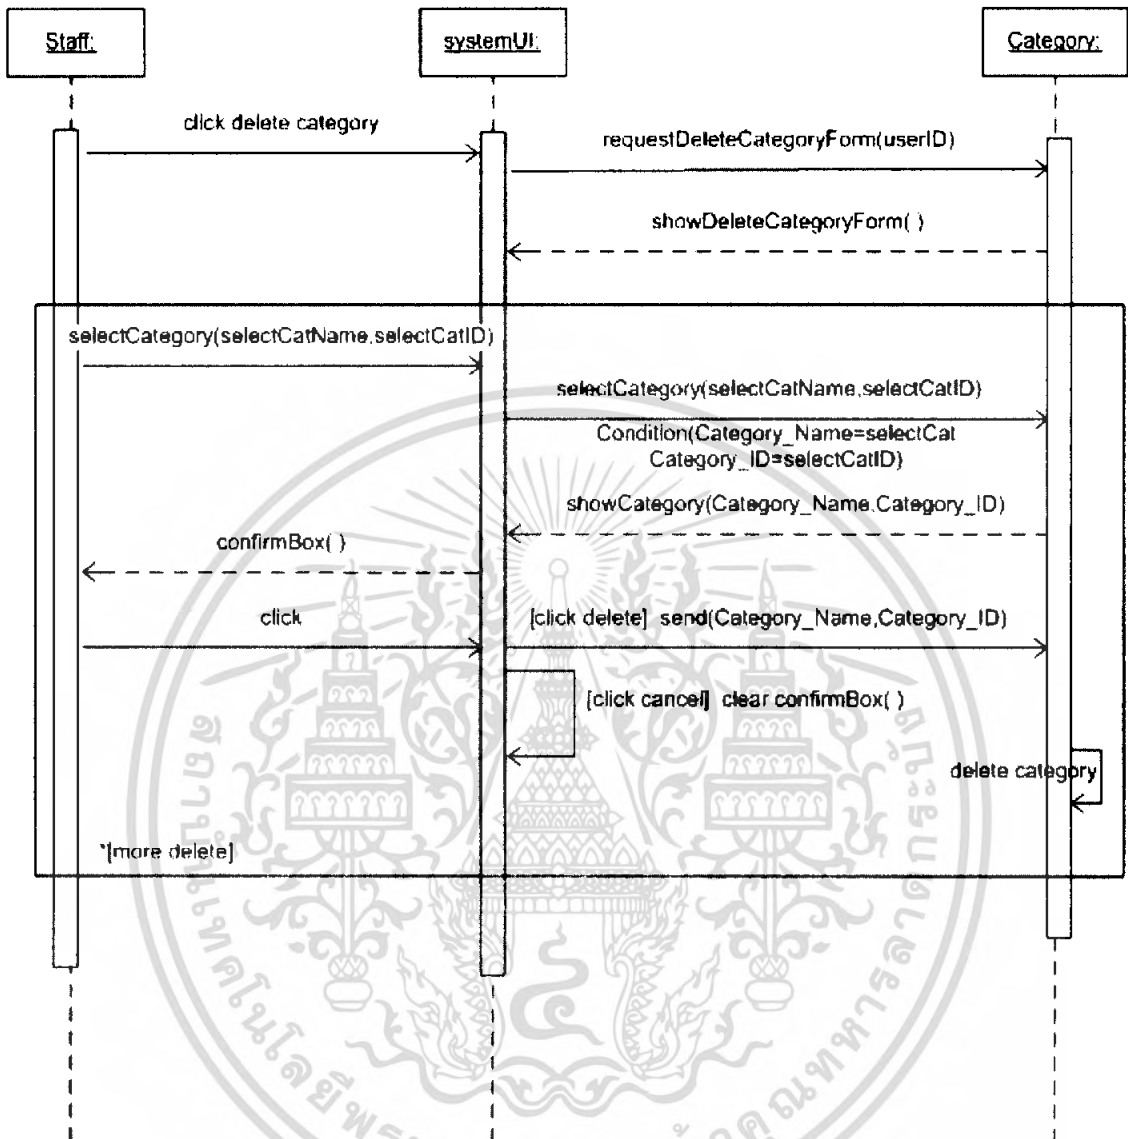 Staff:
systemUI:
Category:
click delete category
requestDeleteCategoryForm(userID)
showDeleteCategoryForm( )
selectCategory(selectCatName,selectCatID)
selectCategory(selectCatName,selectCatID)
Condition(Category_Name=selectCat
Category_ID=selectCatID)
showCategory(Category_Name,Category_ID)
confirmBox( )
click
[click delete] send(Category_Name,Category_ID)
[click cancel] clear confirmBox( )
delete category
*[more delete]